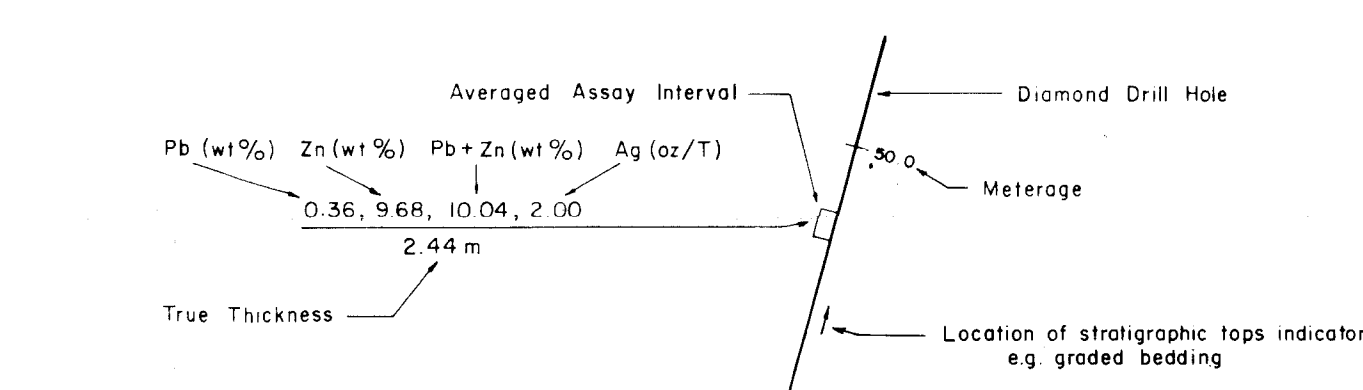 Averaged Assay Interval
Diamond Drill Hole
Pb (wt%) Zn (wt%) Pb + Zn (wt%) Ag (oz/T)
50.0
Meterage
0.36, 9.68, 10.04, 2.00
2.44 m
True Thickness
Location of stratigraphic tops indicator
e.g. graded bedding